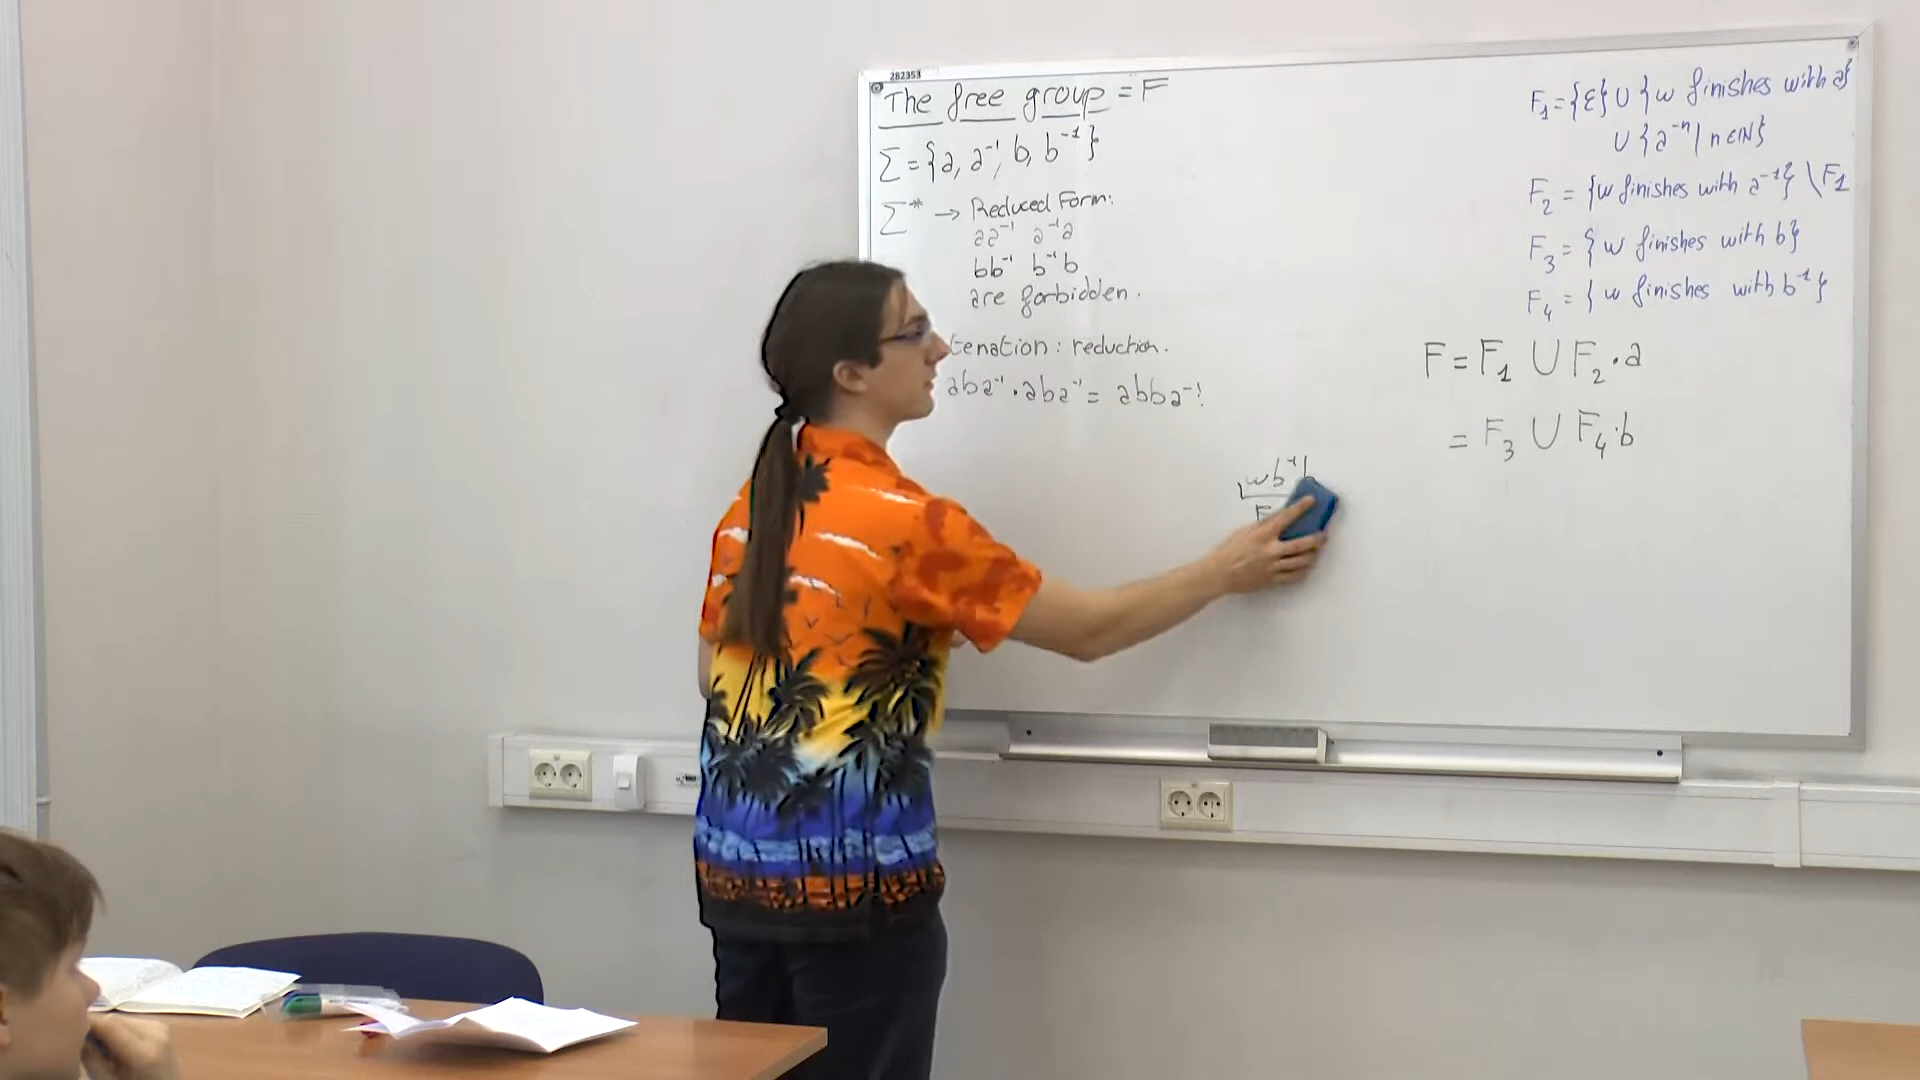 282353
The free group = F
Σ = {a, a⁻¹, b, b⁻¹}
Σ* → Reduced Form:
aa⁻¹ a⁻¹a
bb⁻¹ b⁻¹b
are forbidden.
tenation: reduction.
aba⁻¹ · aba⁻¹ = abba⁻¹
wb⁻¹b
F
F₁ = {ε} ∪ {w finishes with a}
∪ {a⁻ⁿ | n ∈ ℕ}
F₂ = {w finishes with a⁻¹} \ F₁
F₃ = {w finishes with b}
F₄ = {w finishes with b⁻¹}
F = F₁ ∪ F₂ · a
= F₃ ∪ F₄ · b